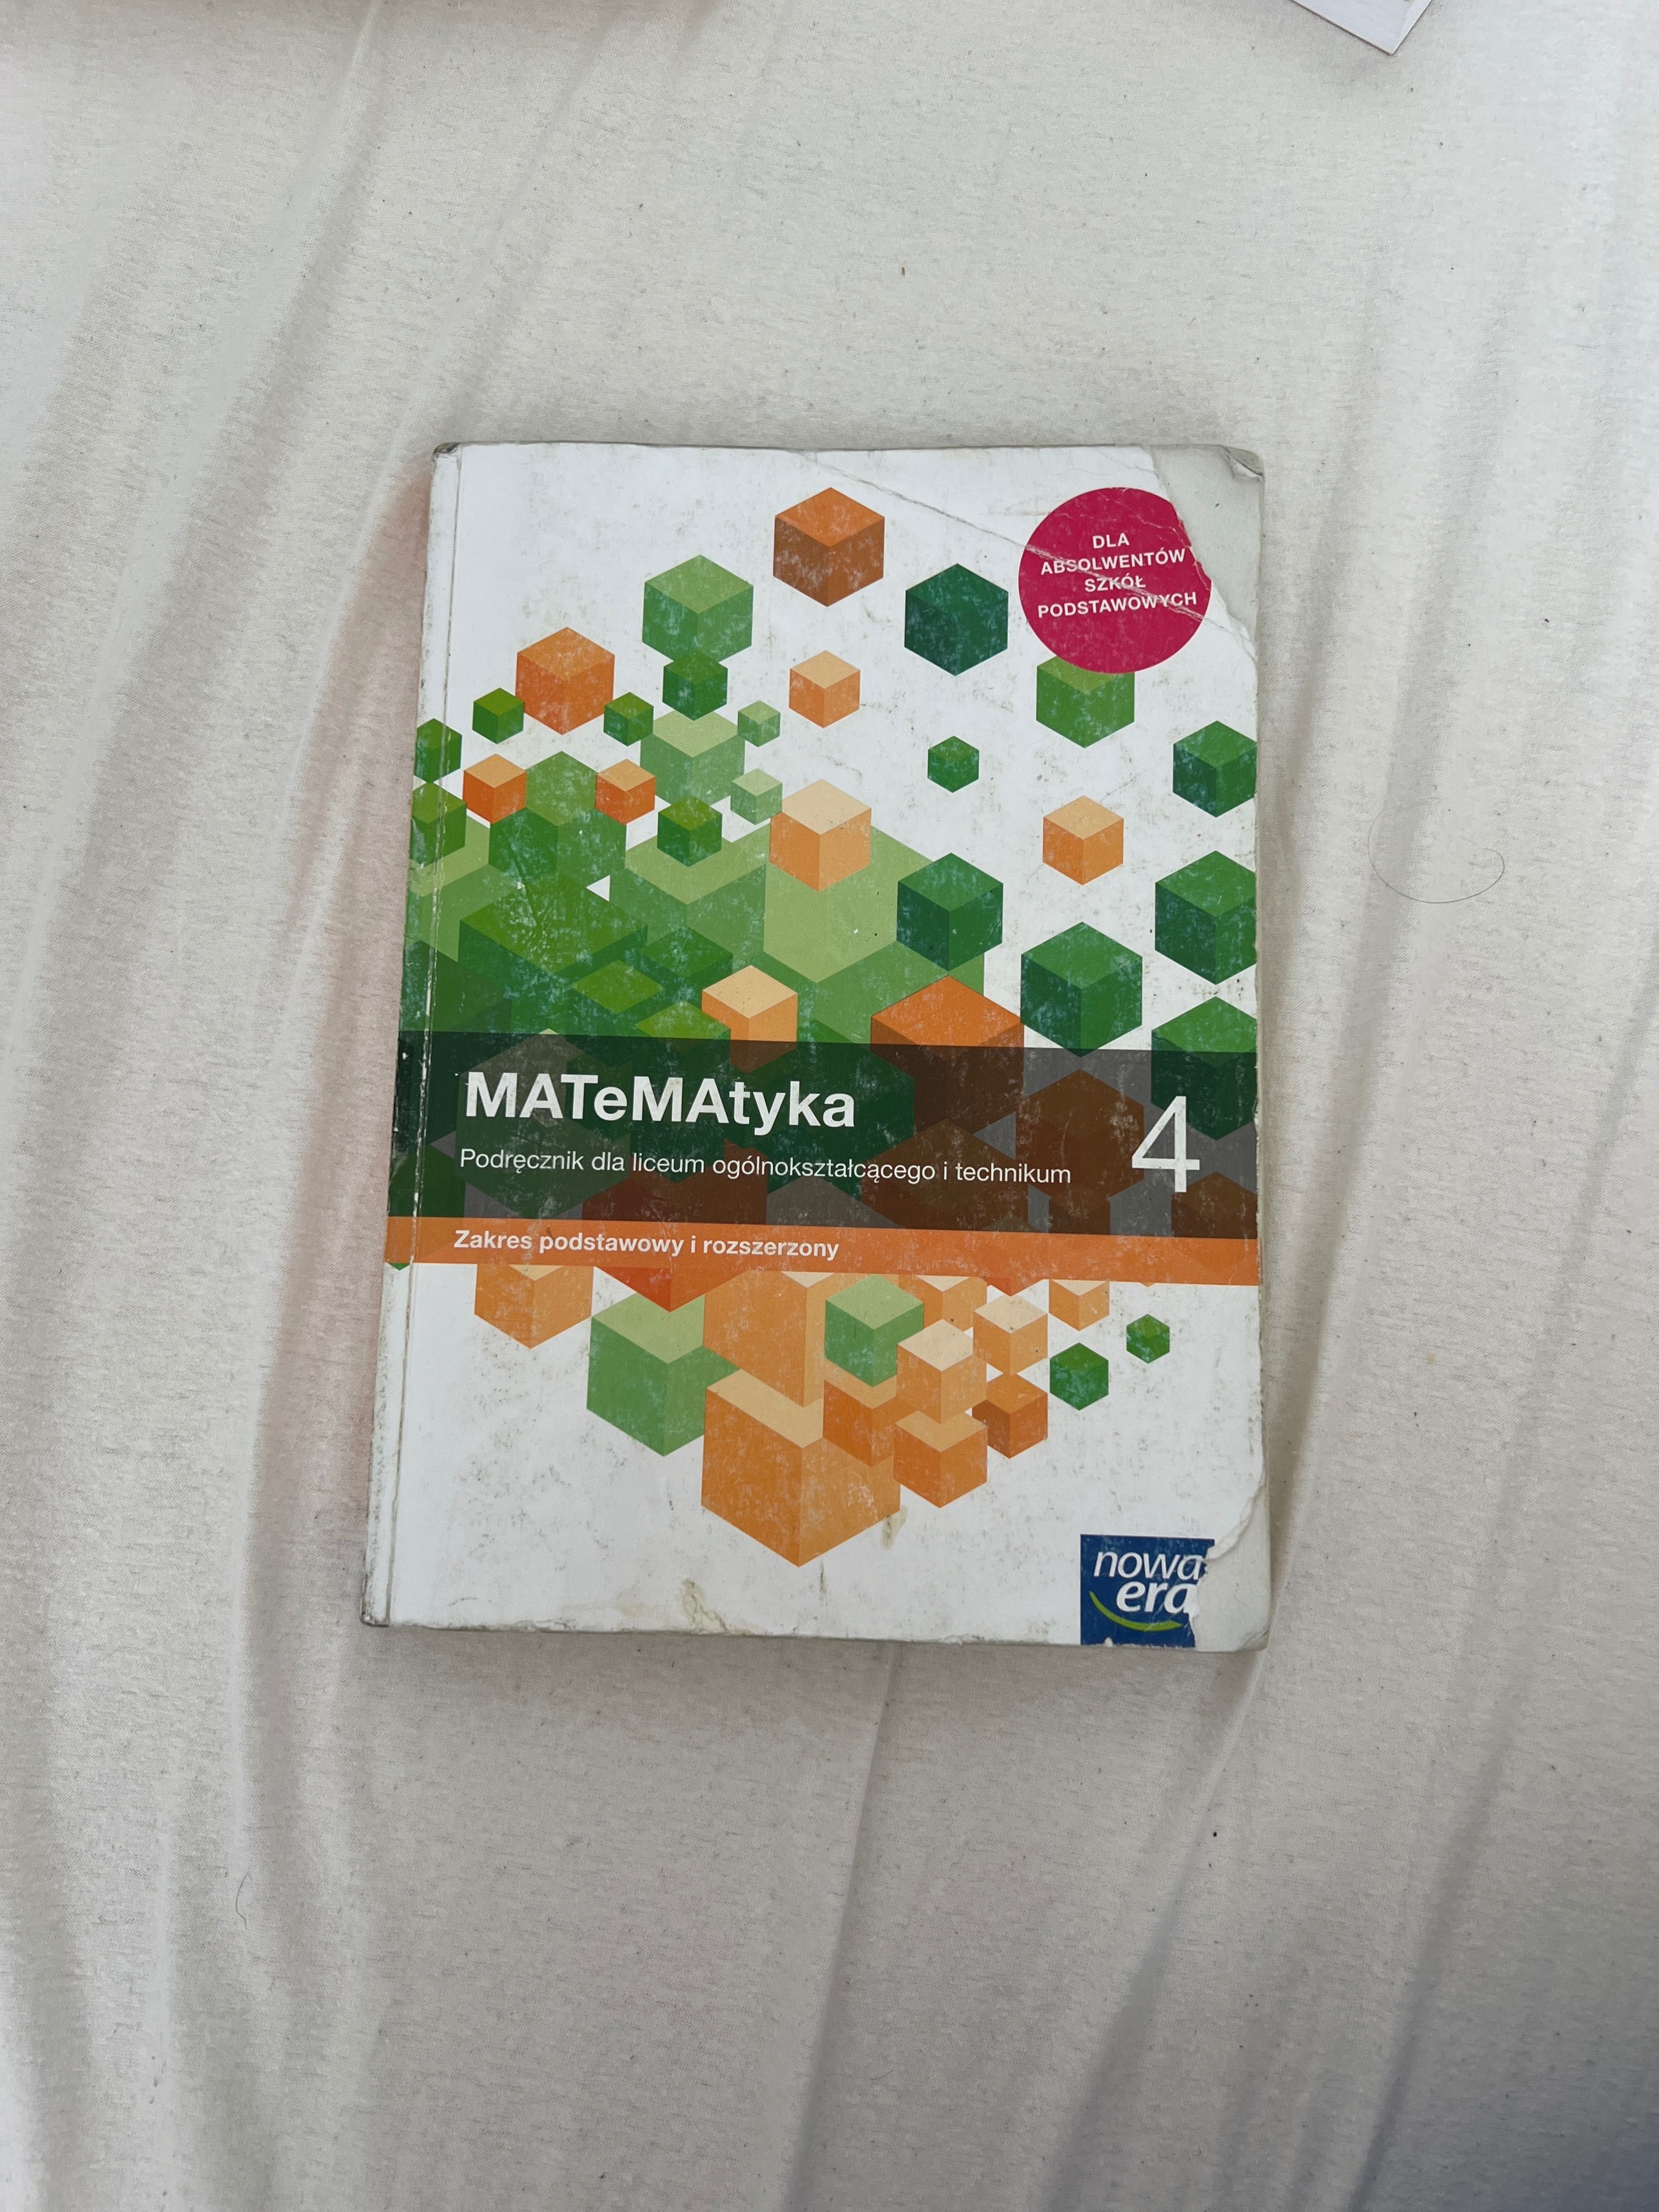 DLA
ABSOLWENTÓW
SZKÓŁ
PODSTAWOWYCH
MATeMAtyka
4
Podręcznik dla liceum ogólnokształcącego i technikum
Zakres podstawowy i rozszerzony
nowa
era